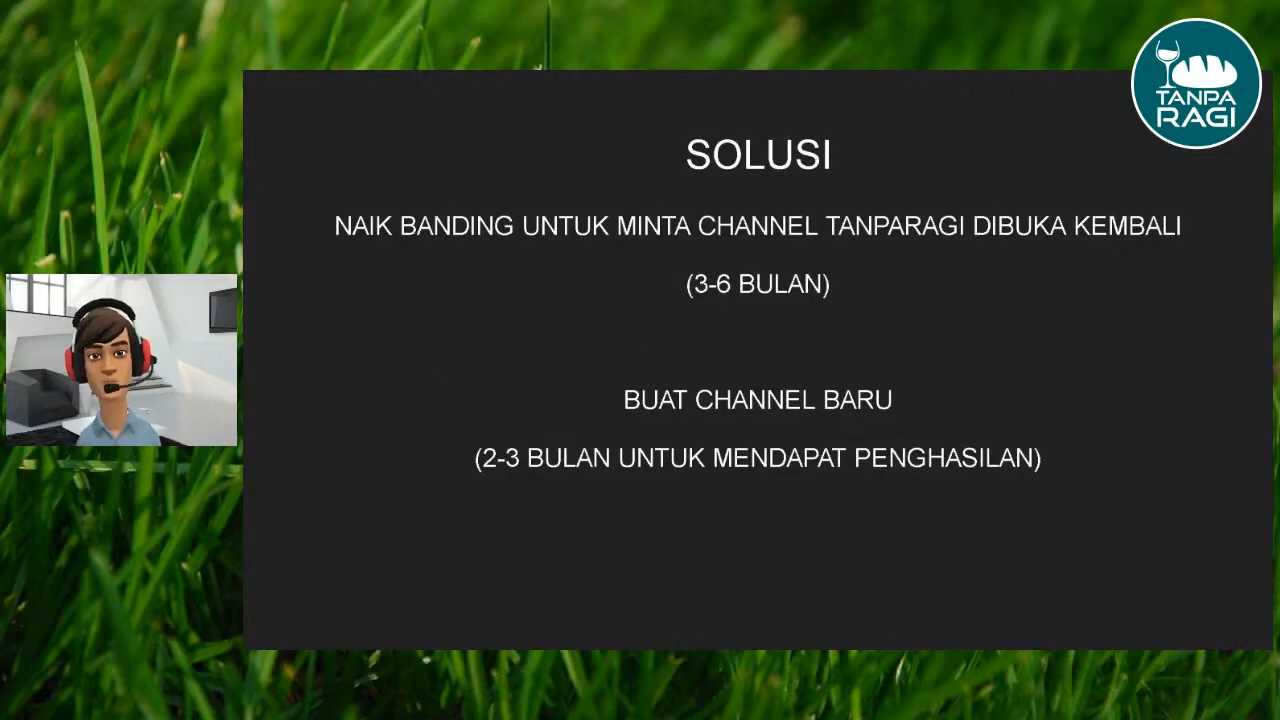 TANPA
RAGI
SOLUSI
NAIK BANDING UNTUK MINTA CHANNEL TANPARAGI DIBUKA KEMBALI
(3-6 BULAN)
BUAT CHANNEL BARU
(2-3 BULAN UNTUK MENDAPAT PENGHASILAN)